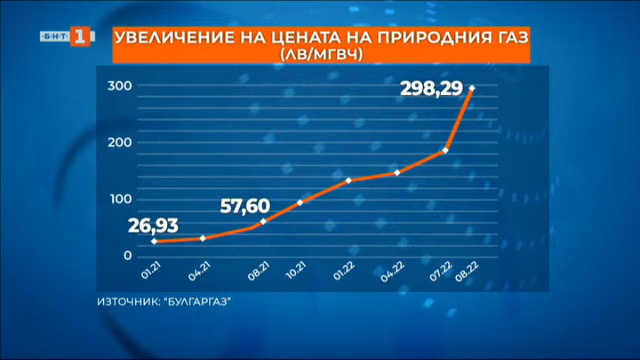 БНТ 1
УВЕЛИЧЕНИЕ НА ЦЕНАТА НА ПРИРОДНИЯ ГАЗ
(ЛВ/МГВЧ)
300
298,29
200
100
57,60
26,93
0
01.21 04.21 08.21 10.21 01.22 04.22 07.22 08.22
ИЗТОЧНИК: "БУЛГАРГАЗ"